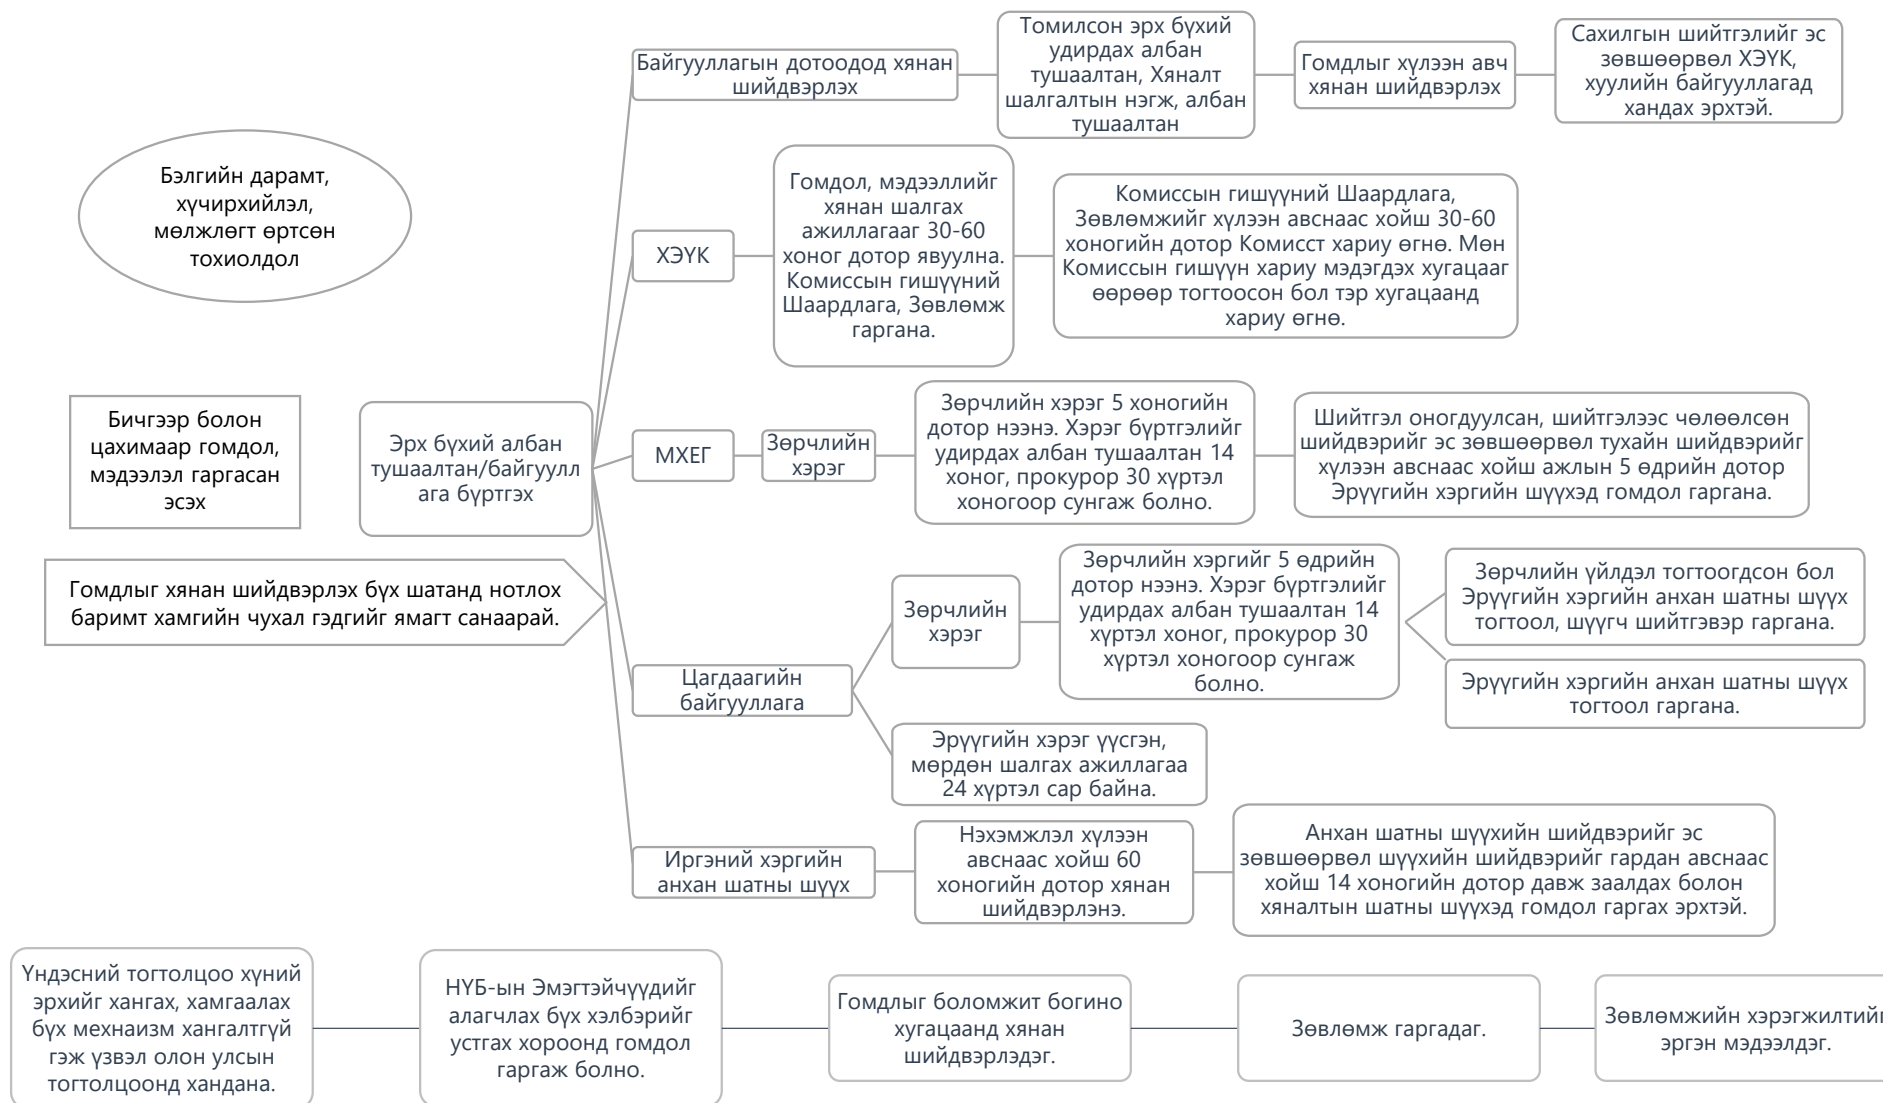 Томилсон эрх бүхий
удирдах албан
тушаалтан, Хяналт
шалгалтын нэгж, албан
тушаалтан
Байгууллагын дотоодод хянан
шийдвэрлэх
Гомдлыг хүлээн авч
хянан шийдвэрлэх
Сахилгын шийтгэлийг эс
зөвшөөрвөл ХЭҮК,
хуулийн байгууллагад
хандах эрхтэй.
Бэлгийн дарамт,
хүчирхийлэл,
мөлжлөгт өртсөн
тохиолдол
ХЭҮК
Гомдол, мэдээллийг
хянан шалгах
ажиллагааг 30-60
хоног дотор явуулна.
Комиссын гишүүний
Шаардлага, Зөвлөмж
гаргана.
Комиссын гишүүний Шаардлага,
Зөвлөмжийг хүлээн авснаас хойш 30-60
хоногийн дотор Комисст хариу өгнө. Мөн
Комиссын гишүүн хариу мэдэгдэх хугацааг
өөрөөр тогтоосон бол тэр хугацаанд
хариу өгнө.
Бичгээр болон
цахимаар гомдол,
мэдээлэл гаргасан
эсэх
Эрх бүхий албан
тушаалтан/байгуулл
ага бүртгэх
МХЕГ
Зөрчлийн
хэрэг
Зөрчлийн хэрэг 5 хоногийн
дотор нээнэ. Хэрэг бүртгэлийг
удирдах албан тушаалтан 14
хоног, прокурор 30 хүртэл
хоногоор сунгаж болно.
Шийтгэл оногдуулсан, шийтгэлээс чөлөөлсөн
шийдвэрийг эс зөвшөөрвөл тухайн шийдвэрийг
хүлээн авснаас хойш ажлын 5 өдрийн дотор
Эрүүгийн хэргийн шүүхэд гомдол гаргана.
Гомдлыг хянан шийдвэрлэх бүх шатанд нотлох
баримт хамгийн чухал гэдгийг ямагт санаарай.
Цагдаагийн
байгууллага
Зөрчлийн
хэрэг
Зөрчлийн хэргийг 5 өдрийн
дотор нээнэ. Хэрэг бүртгэлийг
удирдах албан тушаалтан 14
хүртэл хоног, прокурор 30
хүртэл хоногоор сунгаж
болно.
Зөрчлийн үйлдэл тогтоогдсон бол
Эрүүгийн хэргийн анхан шатны шүүх
тогтоол, шүүгч шийтгэвэр гаргана.
Эрүүгийн хэргийн анхан шатны шүүх
тогтоол гаргана.
Эрүүгийн хэрэг үүсгэн,
мөрдөн шалгах ажиллагаа
24 хүртэл сар байна.
Иргэний хэргийн
анхан шатны шүүх
Нэхэмжлэл хүлээн
авснаас хойш 60
хоногийн дотор хянан
шийдвэрлэнэ.
Анхан шатны шүүхийн шийдвэрийг эс
зөвшөөрвөл шүүхийн шийдвэрийг гардан авснаас
хойш 14 хоногийн дотор давж заалдах болон
хяналтын шатны шүүхэд гомдол гаргах эрхтэй.
Үндэсний тогтолцоо хүний
эрхийг хангах, хамгаалах
бүх мехнаизм хангалтгүй
гэж үзвэл олон улсын
тогтолцоонд хандана.
НҮБ-ын Эмэгтэйчүүдийг
алагчлах бүх хэлбэрийг
устгах хороонд гомдол
гаргаж болно.
Гомдлыг боломжит богино
хугацаанд хянан
шийдвэрлэдэг.
Зөвлөмж гаргадаг.
Зөвлөмжийн хэрэгжилтийг
эргэн мэдээлдэг.